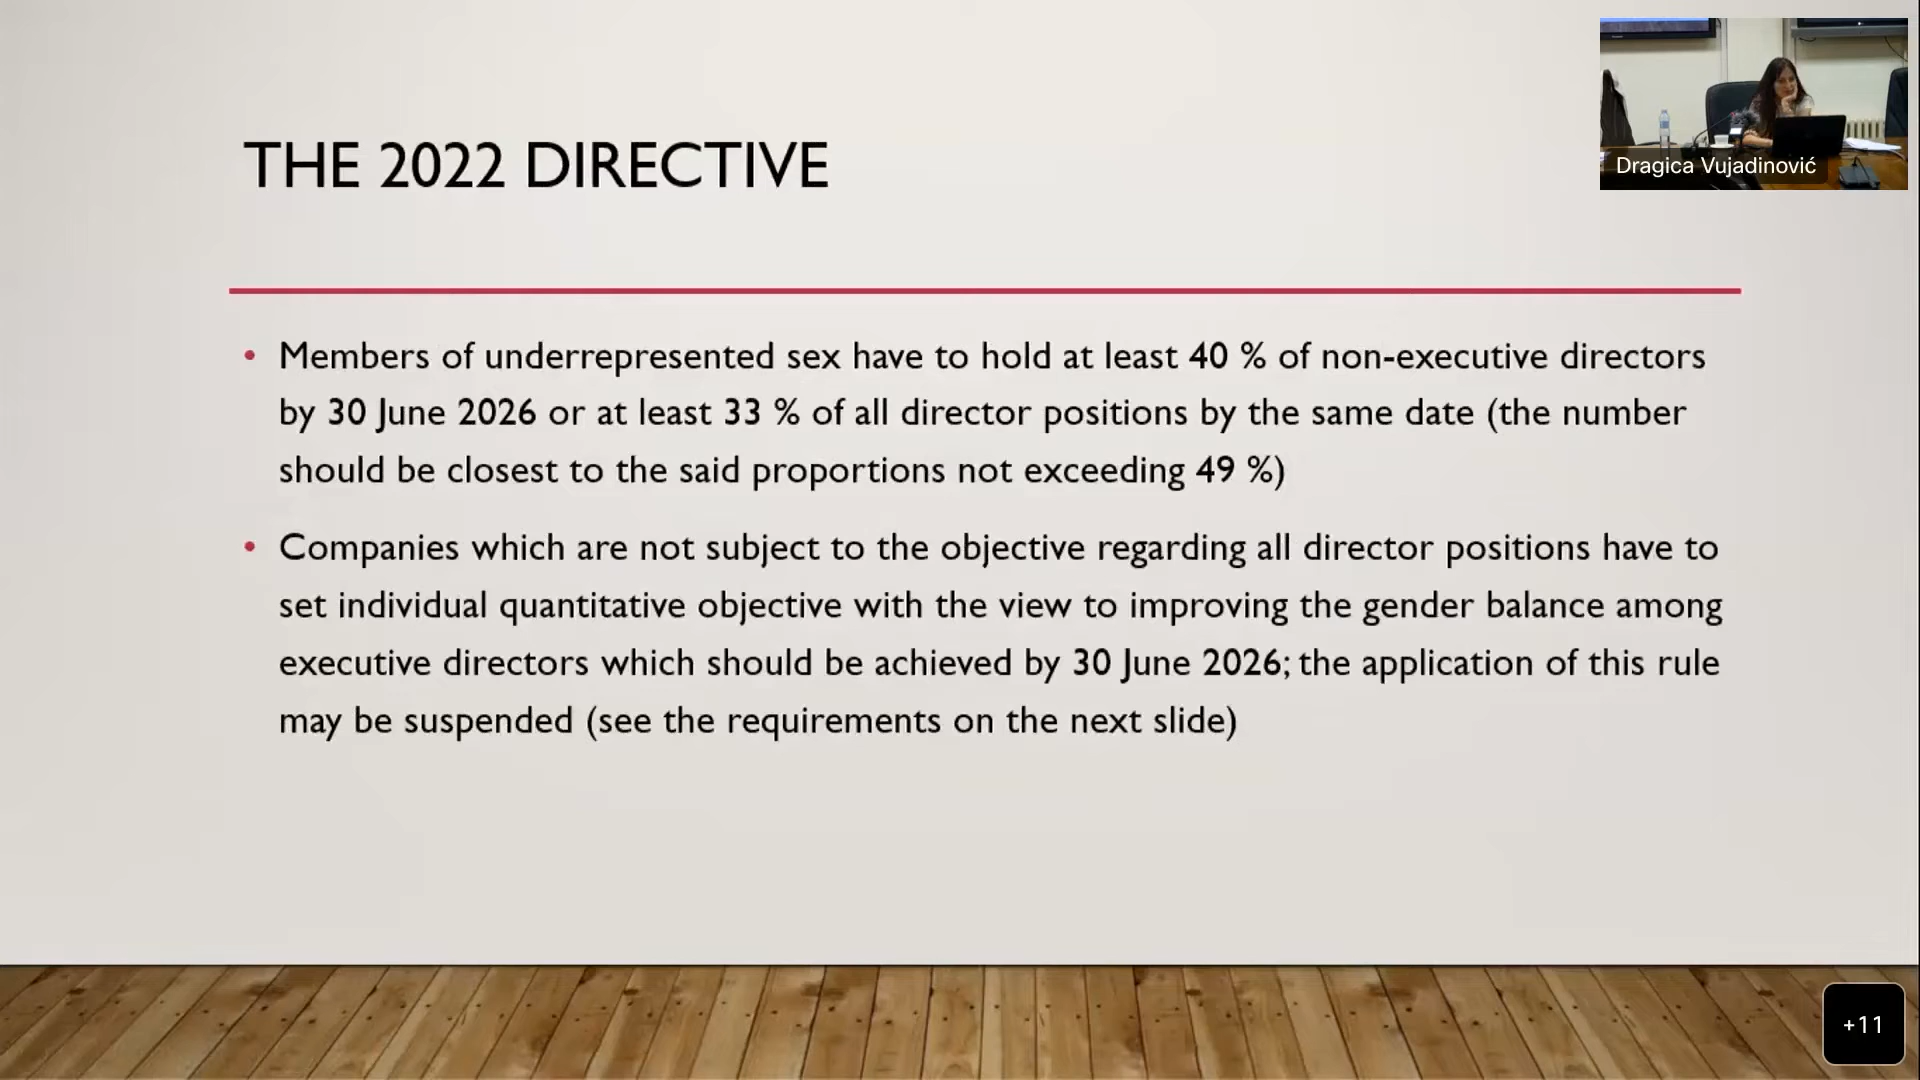 THE 2022 DIRECTIVE
Dragica Vujadinović
• Members of underrepresented sex have to hold at least 40 % of non-executive directors
by 30 June 2026 or at least 33 % of all director positions by the same date (the number
should be closest to the said proportions not exceeding 49 %)
• Companies which are not subject to the objective regarding all director positions have to
set individual quantitative objective with the view to improving the gender balance among
executive directors which should be achieved by 30 June 2026; the application of this rule
may be suspended (see the requirements on the next slide)
+11